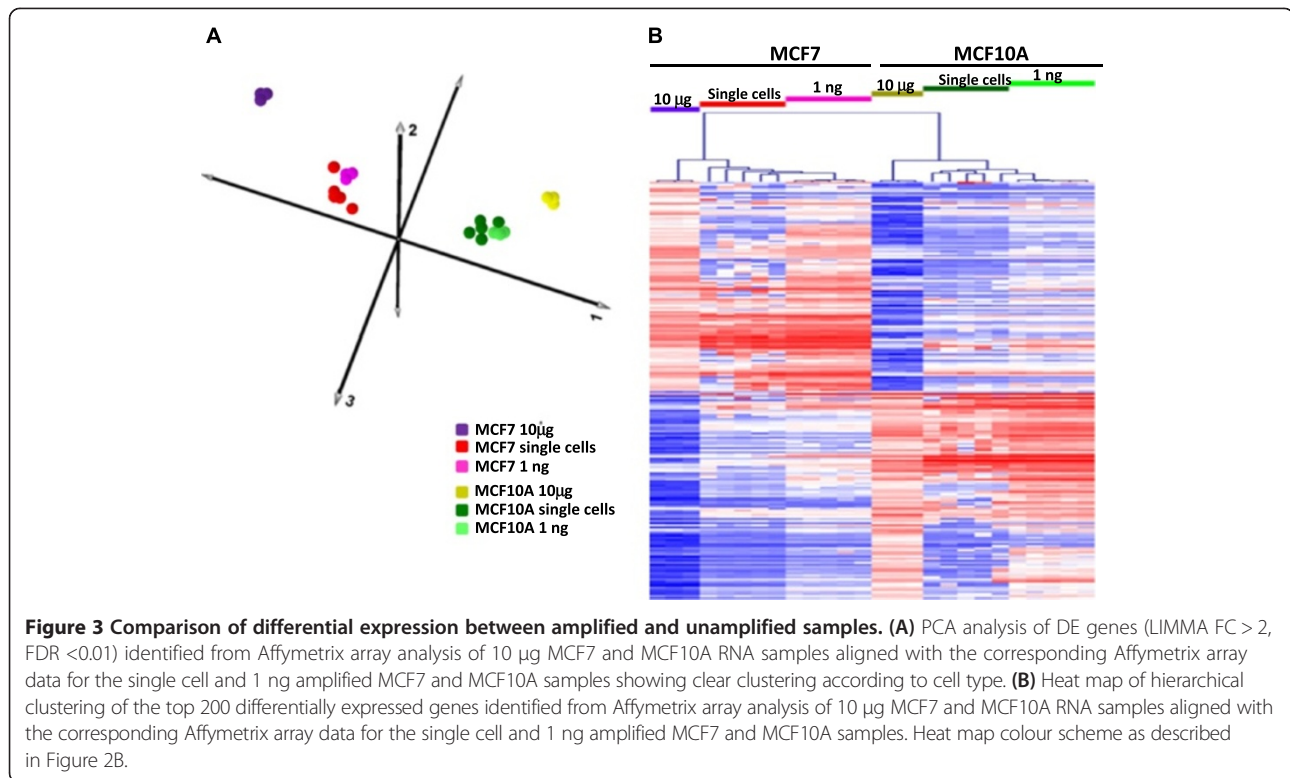 A
B
MCF7
MCF10A
10 µg
Single cells
1 ng
10 µg
Single cells
1 ng
2
1
3
MCF7 10µg
MCF7 single cells
MCF7 1 ng
MCF10A 10µg
MCF10A single cells
MCF10A 1 ng
Figure 3 Comparison of differential expression between amplified and unamplified samples. (A) PCA analysis of DE genes (LIMMA FC > 2,
FDR <0.01) identified from Affymetrix array analysis of 10 µg MCF7 and MCF10A RNA samples aligned with the corresponding Affymetrix array
data for the single cell and 1 ng amplified MCF7 and MCF10A samples showing clear clustering according to cell type. (B) Heat map of hierarchical
clustering of the top 200 differentially expressed genes identified from Affymetrix array analysis of 10 µg MCF7 and MCF10A RNA samples aligned with
the corresponding Affymetrix array data for the single cell and 1 ng amplified MCF7 and MCF10A samples. Heat map colour scheme as described
in Figure 2B.